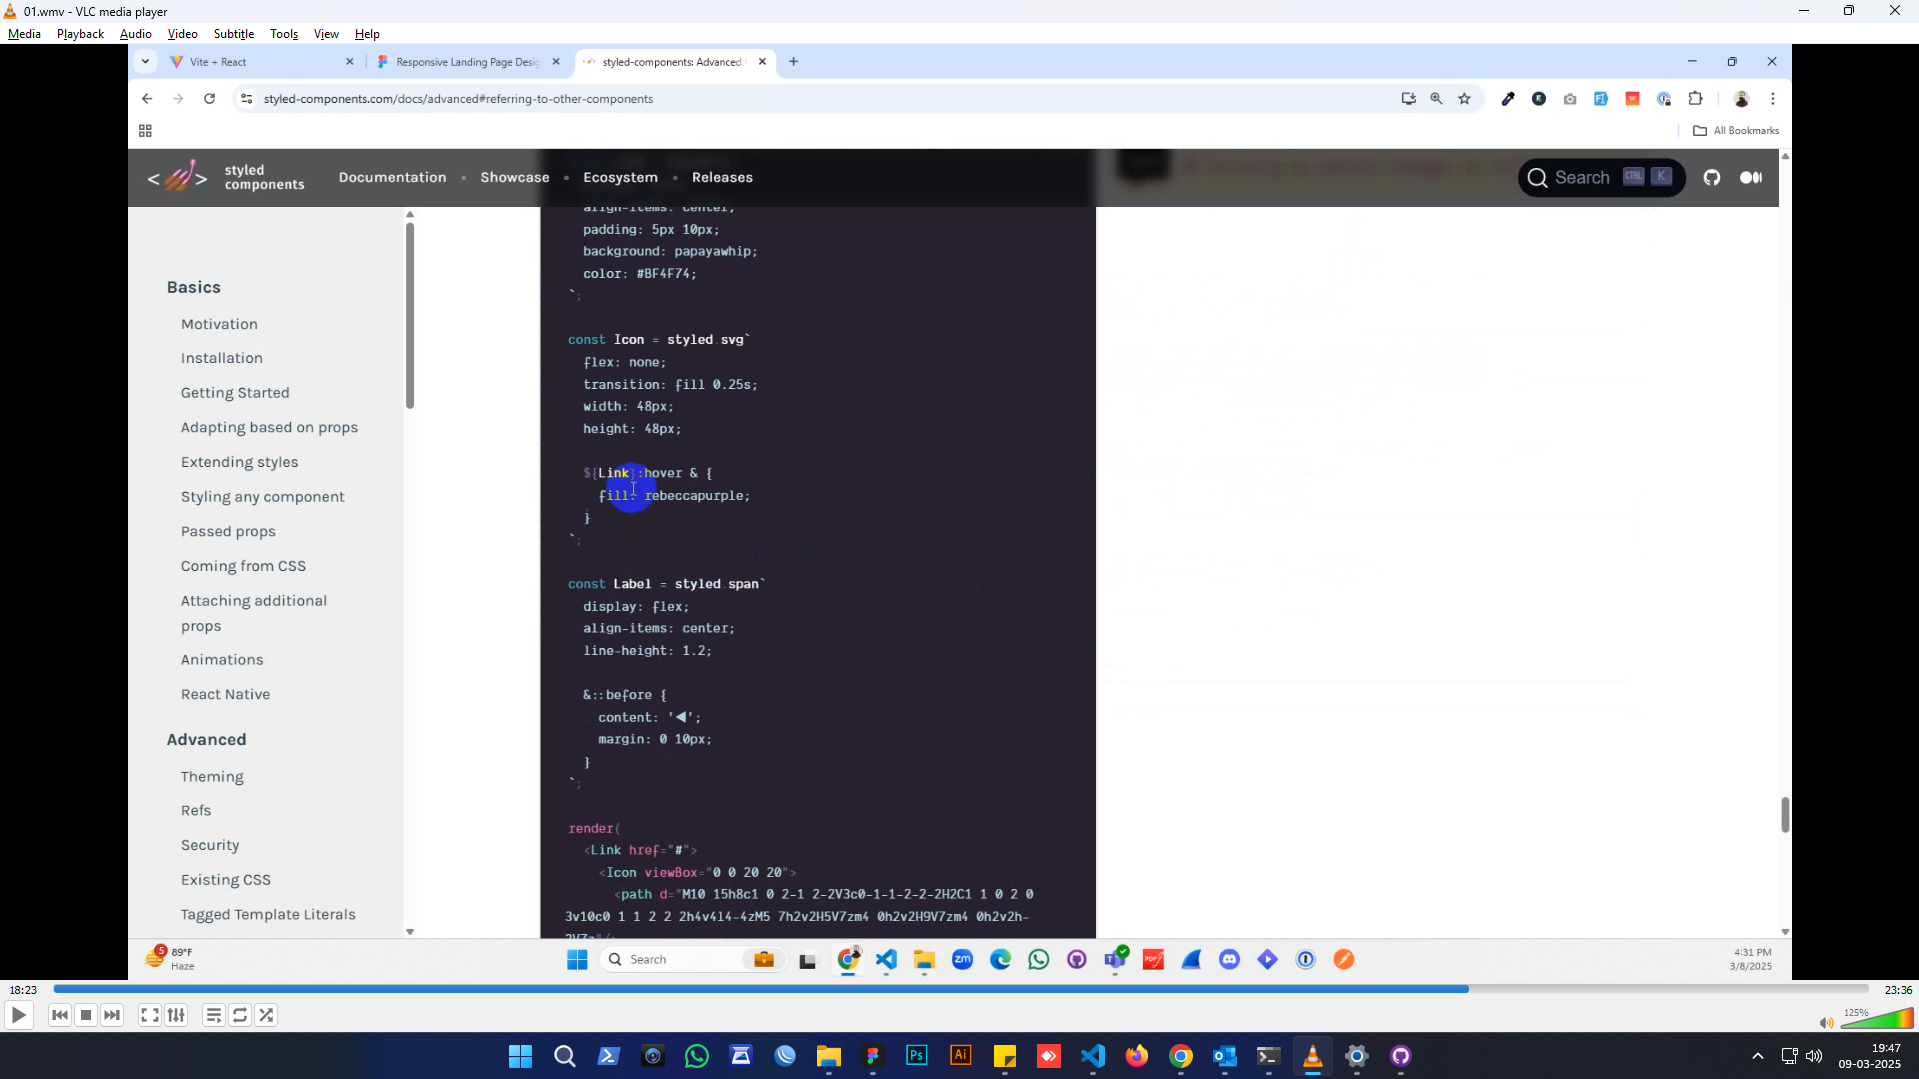 01.wmv - VLC media player
Media Playback Audio Video Subtitle Tools View Help
Vite + React
Responsive Landing Page Desig
styled-components: Advanced
styled-components.com/docs/advanced#referring-to-other-components
All Bookmarks
styled components
Documentation • Showcase • Ecosystem • Releases
Search CTRL K
Basics
Motivation
Installation
Getting Started
Adapting based on props
Extending styles
Styling any component
Passed props
Coming from CSS
Attaching additional
props
Animations
React Native
Advanced
Theming
Refs
Security
Existing CSS
Tagged Template Literals
align-items: center;
padding: 5px 10px;
background: papayawhip;
color: #BF4F74;
`;
const Icon = styled.svg`
flex: none;
transition: fill 0.25s;
width: 48px;
height: 48px;
${Link}:hover & {
fill: rebeccapurple;
}
`;
const Label = styled.span`
display: flex;
align-items: center;
line-height: 1.2;
&::before {
content: '◀';
margin: 0 10px;
}
`;
render(
<Link href="#">
<Icon viewBox="0 0 20 20">
<path d="M10 15h8c1 0 2-1 2-2V3c0-1-1-2-2-2H2C1 1 0 2 0
3v10c0 1 1 2 2 2h4v4l4-4zM5 7h2v2H5V7zm4 0h2v2H9V7zm4 0h2v2h-
2V7z"/>
5
89°F
Haze
Search
4:31 PM
3/8/2025
18:23
23:36
125%
19:47
09-03-2025